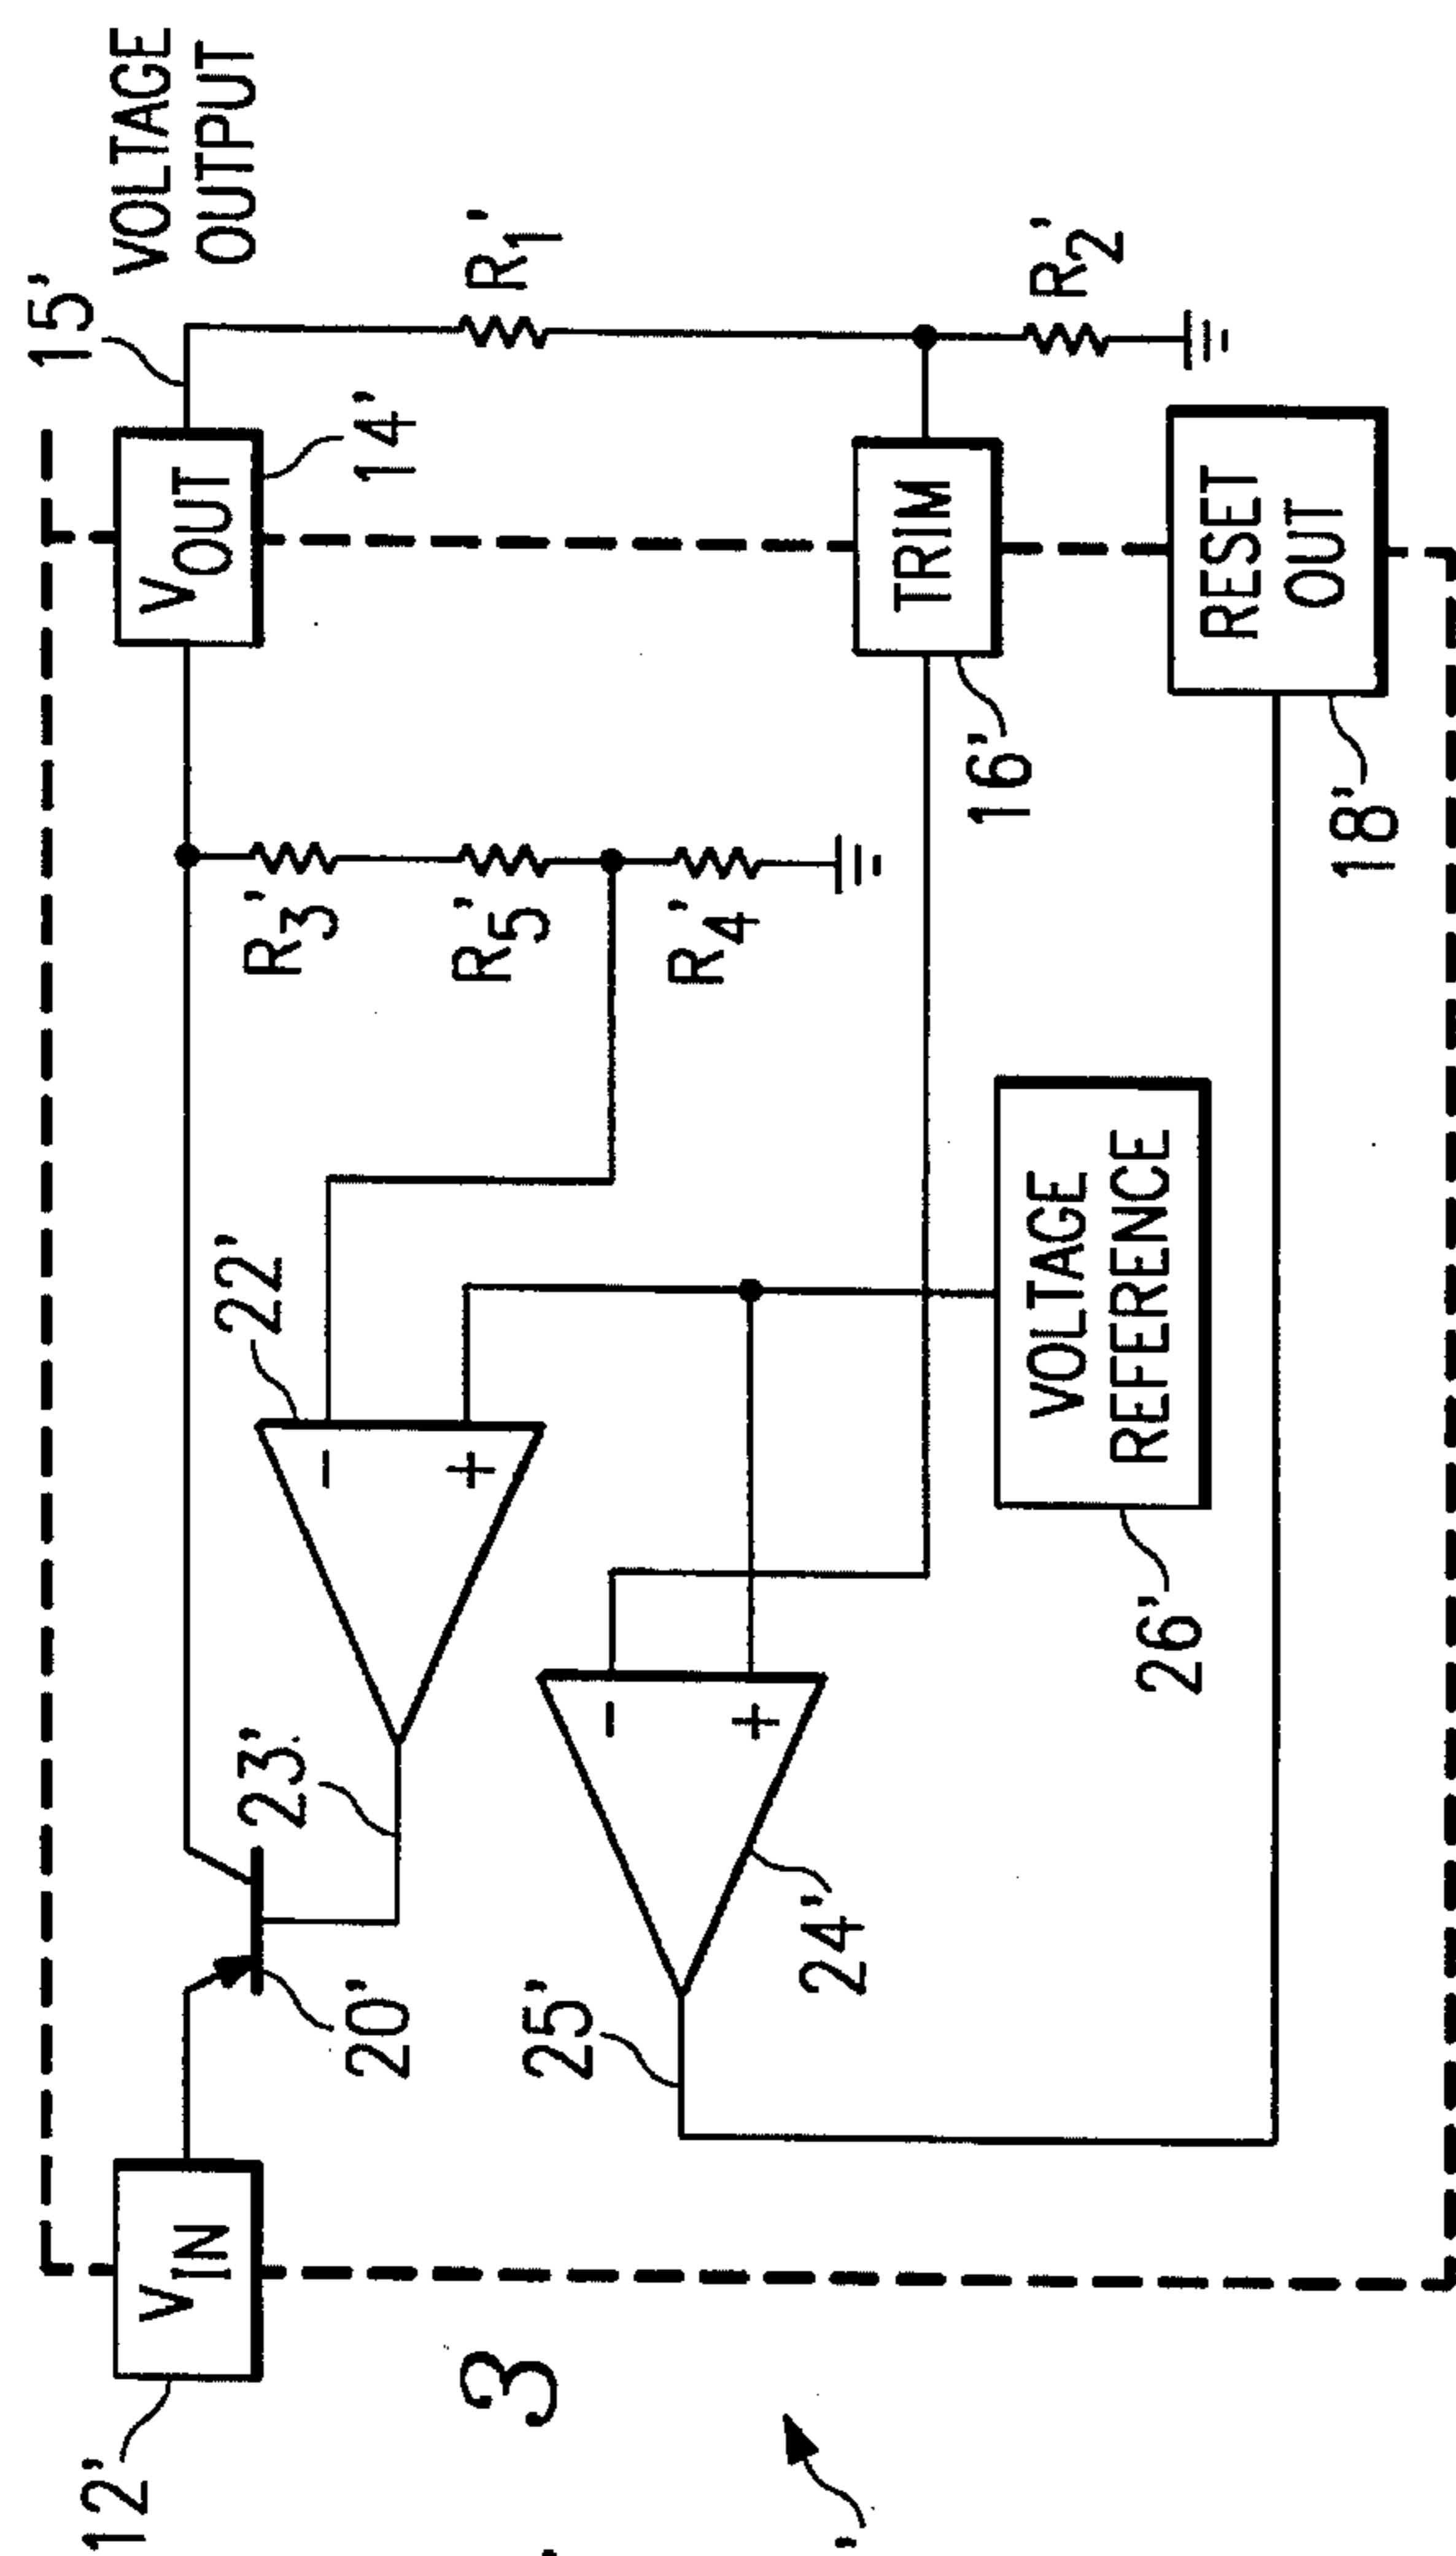 15'
VOLTAGE
OUTPUT
12'
V_IN
V_OUT
14'
20'
23'
22'
R3'
R5'
R4'
R1'
25'
24'
16'
TRIM
R2'
26'
VOLTAGE
REFERENCE
18'
RESET
OUT
3
-
+
-
+